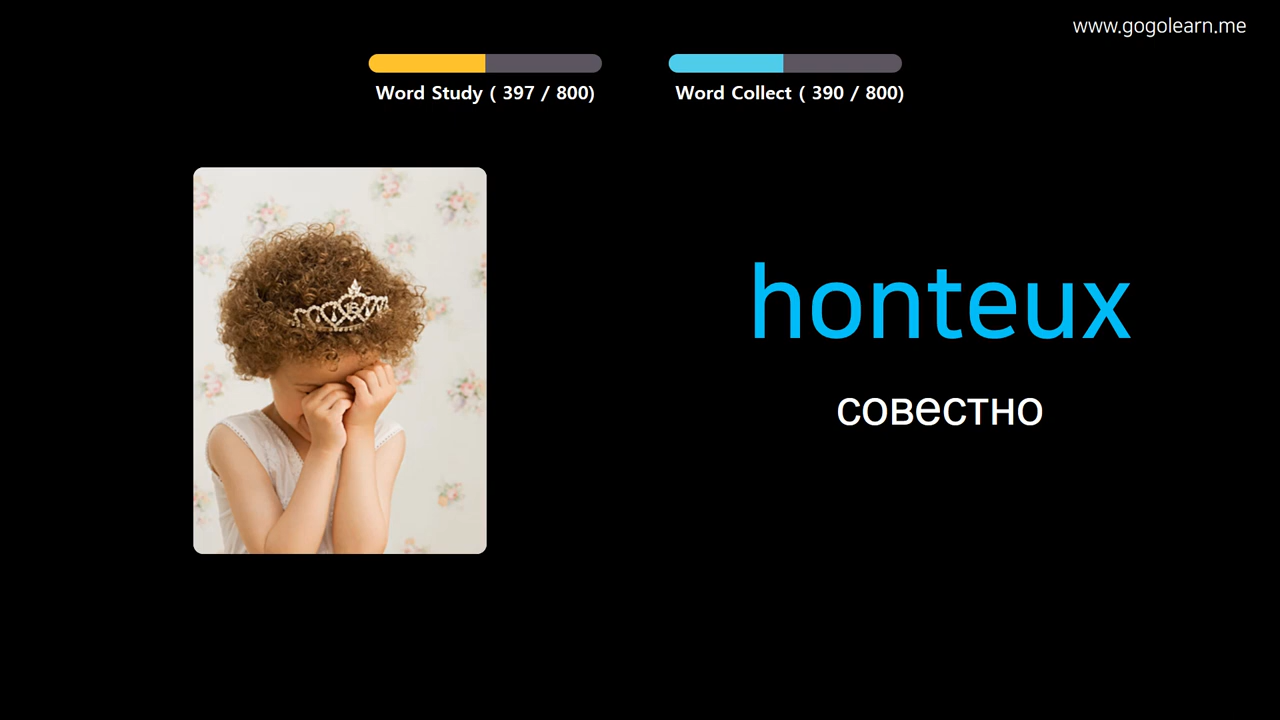 www.gogolearn.me
Word Study ( 397 / 800)
Word Collect ( 390 / 800)
honteux
совестно